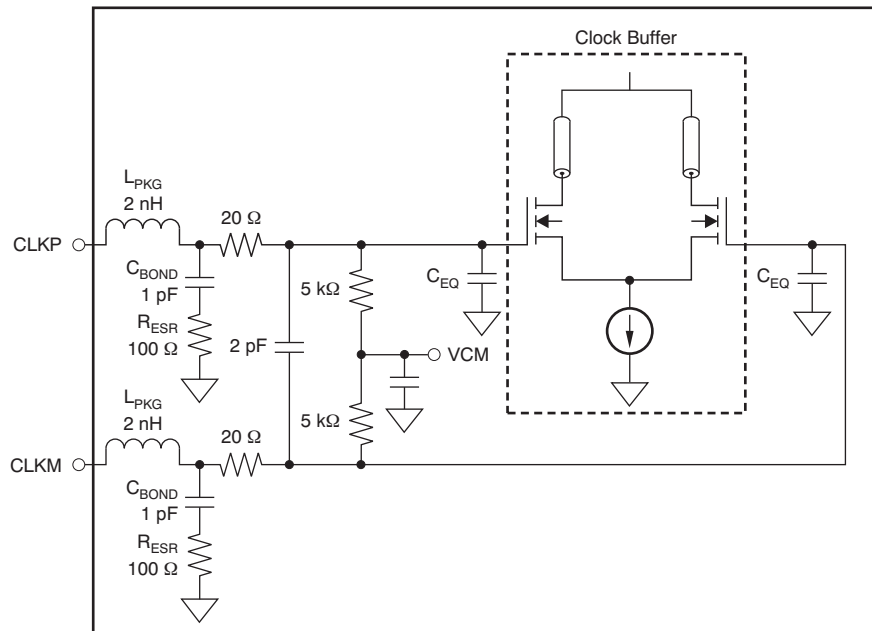 Clock Buffer
L_PKG
2 nH
20 Ω
CLKP
C_BOND
1 pF
R_ESR
100 Ω
5 kΩ
C_EQ
C_EQ
2 pF
VCM
L_PKG
2 nH
20 Ω
5 kΩ
CLKM
C_BOND
1 pF
R_ESR
100 Ω